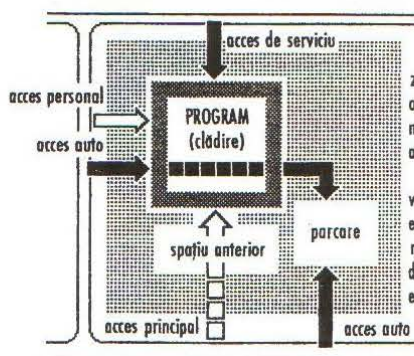 acces de serviciu
acces personal
PROGRAM
(clădire)
acces auto
spațiu anterior
parcare
acces principal
acces auto